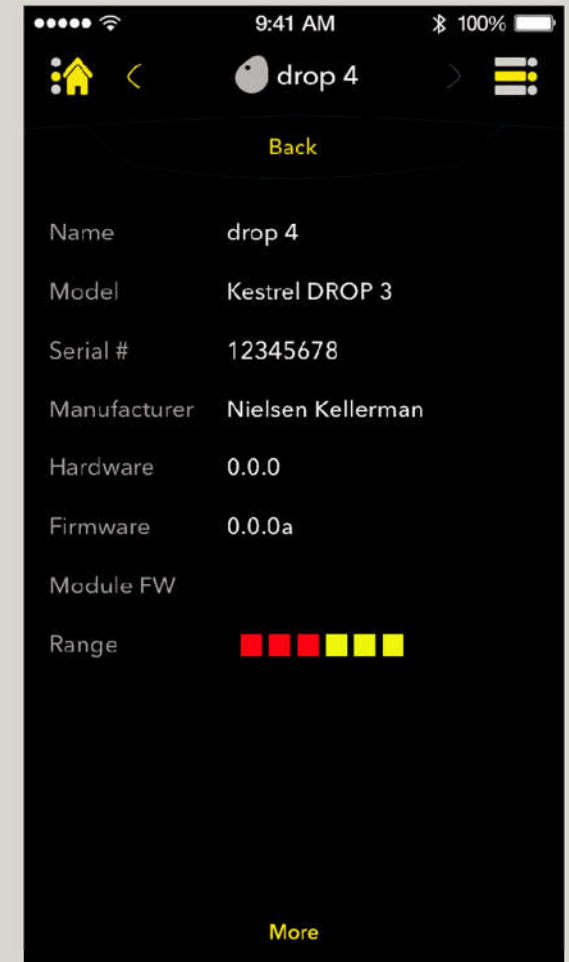 9:41 AM 100%
drop 4
Back
Name drop 4
Model Kestrel DROP 3
Serial # 12345678
Manufacturer Nielsen Kellerman
Hardware 0.0.0
Firmware 0.0.0a
Module FW
Range
More